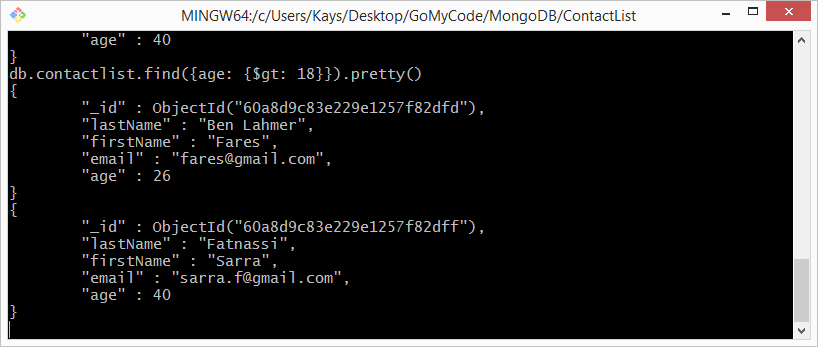 MINGW64:/c/Users/Kays/Desktop/GoMyCode/MongoDB/ContactList
        "age" : 40
}
db.contactlist.find({age: {$gt: 18}}).pretty()
{
        "_id" : ObjectId("60a8d9c83e229e1257f82dfd"),
        "lastName" : "Ben Lahmer",
        "firstName" : "Fares",
        "email" : "fares@gmail.com",
        "age" : 26
}
{
        "_id" : ObjectId("60a8d9c83e229e1257f82dff"),
        "lastName" : "Fatnassi",
        "firstName" : "Sarra",
        "email" : "sarra.f@gmail.com",
        "age" : 40
}